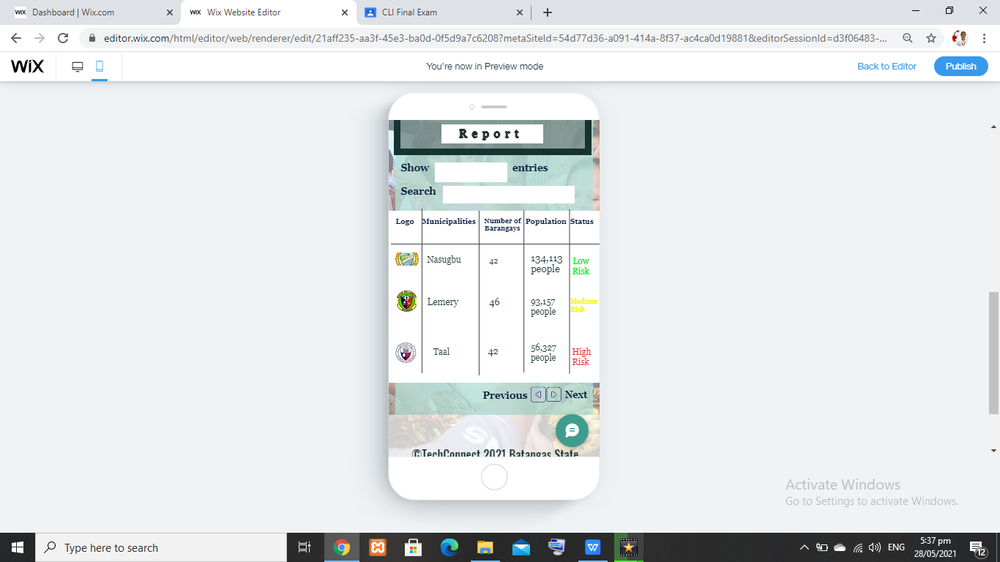 WIX Dashboard | Wix.com
WIX Wix Website Editor
CLI Final Exam
editor.wix.com/html/editor/web/renderer/edit/21aff235-aa3f-45e3-ba0d-0f5d9a7c6208?metaSiteId=54d77d36-a091-414a-8f37-ac4ca0d19881&editorSessionId=d3f06483-...
WiX
You're now in Preview mode
Back to Editor
Publish
Report
Show entries
Search
Logo Municipalities Number of Barangays Population Status
Nasugbu 42 134,113 people Low Risk
Lemery 46 93,157 people Medium Risk
Taal 42 56,327 people High Risk
Previous Next
©TechConnect 2021 Batangas State
Activate Windows
Go to Settings to activate Windows.
Type here to search
ENG
5:37 pm
28/05/2021
12